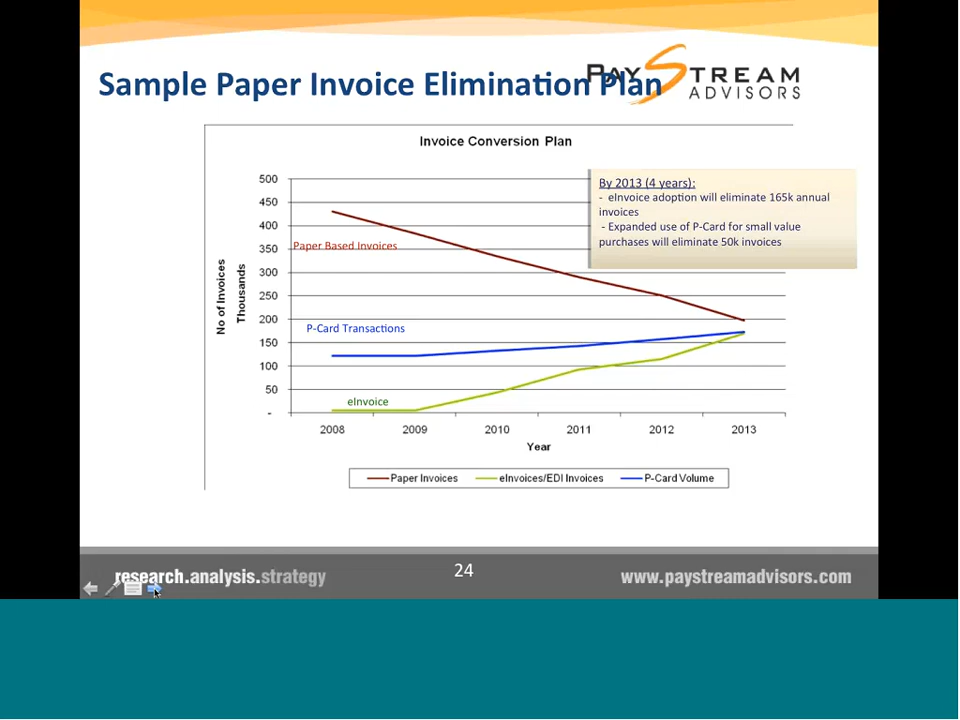 Sample Paper Invoice Elimination Plan
PAYSTREAM
ADVISORS
Invoice Conversion Plan
By 2013 (4 years):
- eInvoice adoption will eliminate 165k annual
invoices
- Expanded use of P-Card for small value
purchases will eliminate 50k invoices
500
450
400
350
300
250
200
150
100
50
-
No of Invoices
Thousands
Paper Based Invoices
P-Card Transactions
eInvoice
2008 2009 2010 2011 2012 2013
Year
Paper Invoices eInvoices/EDI Invoices P-Card Volume
research.analysis.strategy
24
www.paystreamadvisors.com